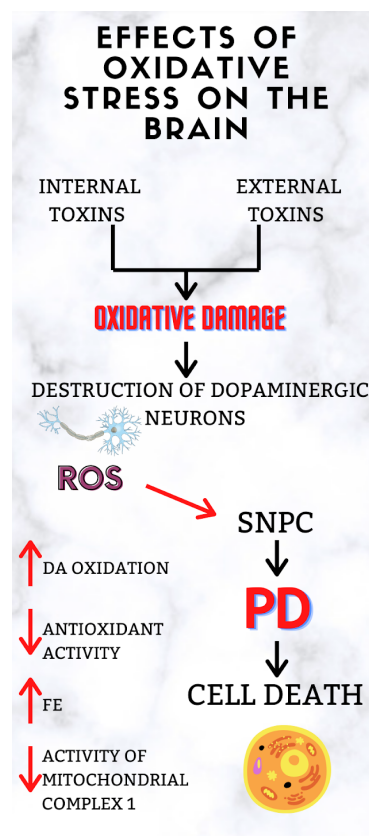 EFFECTS OF
OXIDATIVE
STRESS ON THE
BRAIN
INTERNAL
TOXINS
EXTERNAL
TOXINS
OXIDATIVE DAMAGE
DESTRUCTION OF DOPAMINERGIC
NEURONS
ROS
SNPC
PD
CELL DEATH
DA OXIDATION
ANTIOXIDANT
ACTIVITY
FE
ACTIVITY OF
MITOCHONDRIAL
COMPLEX 1